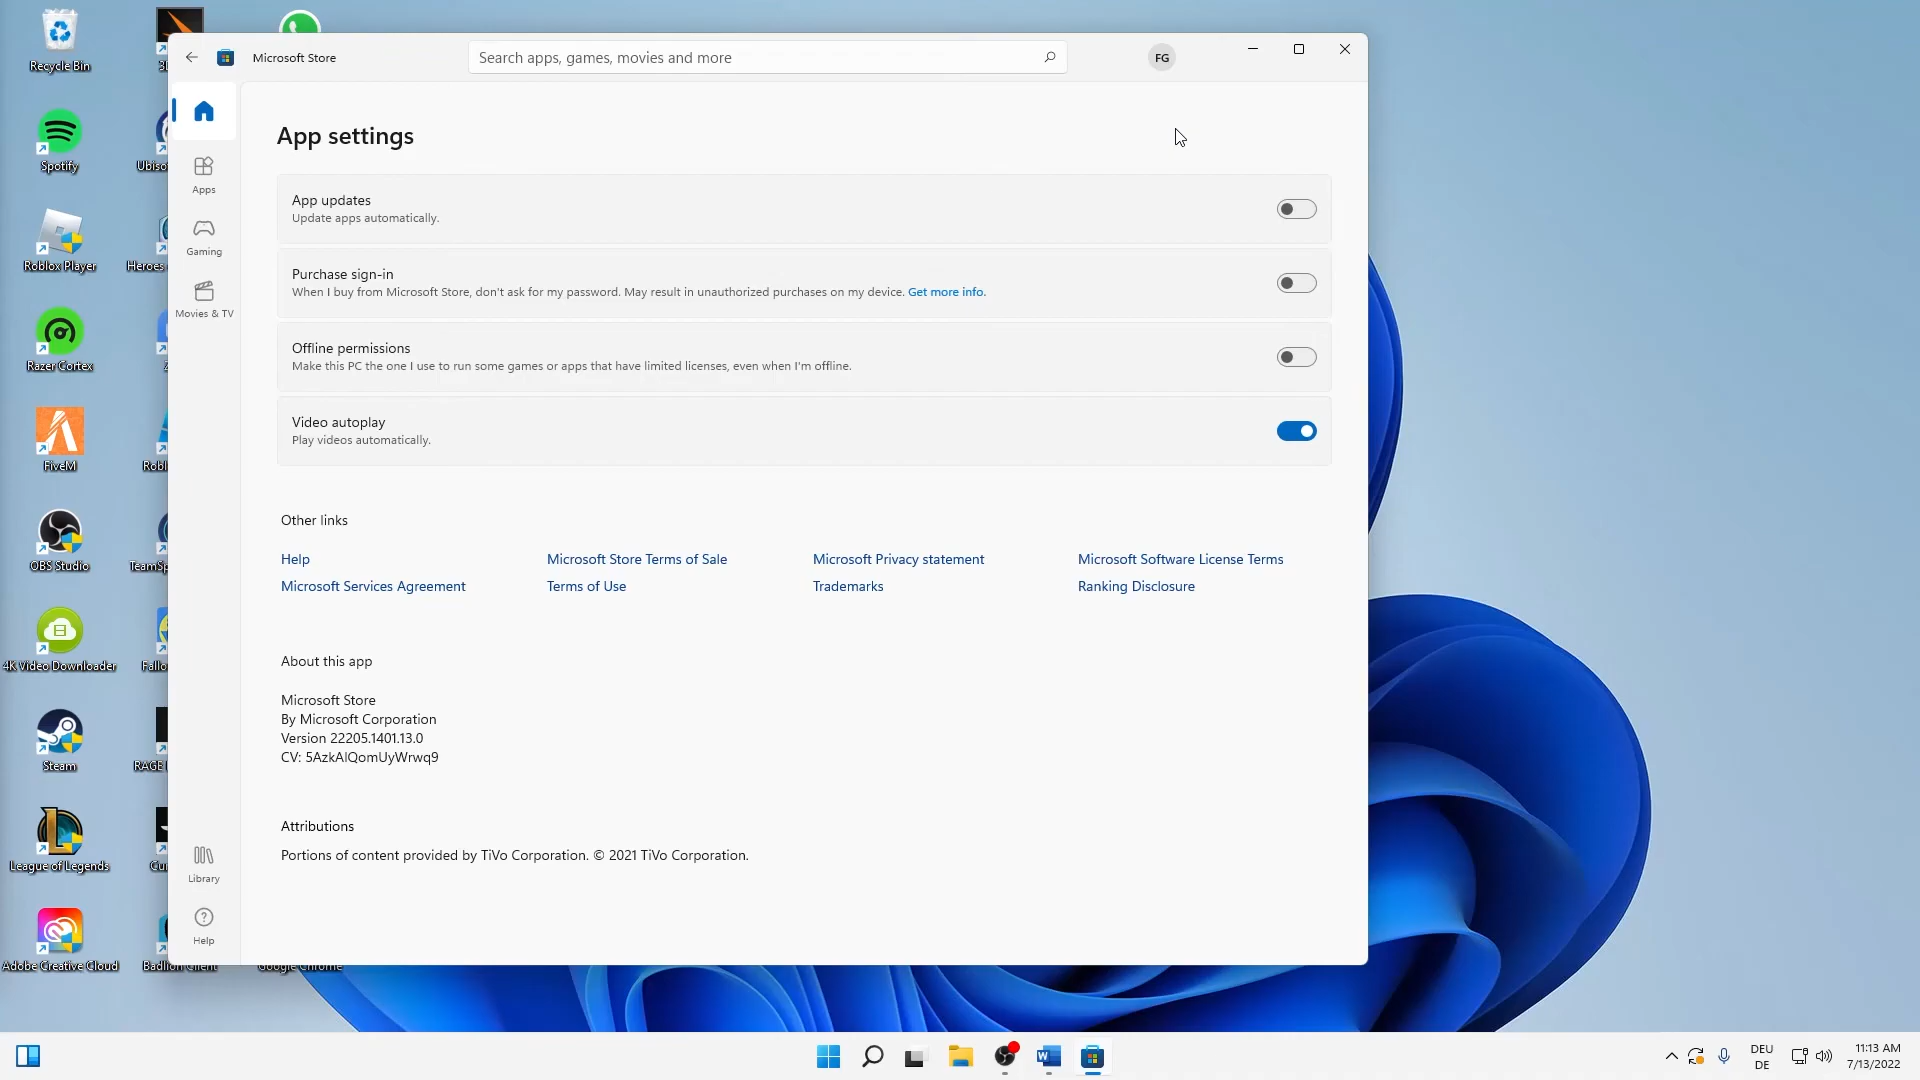 Recycle Bin
Spotify
Roblox Player
Razer Cortex
FiveM
OBS Studio
4K Video Downloader
Steam
League of Legends
Adobe Creative Cloud
Heroes
Badlion Client
Google Chrome
Microsoft Store
Search apps, games, movies and more
FG
Apps
Gaming
Movies & TV
Library
Help
App settings
App updates
Update apps automatically.
Purchase sign-in
When I buy from Microsoft Store, don't ask for my password. May result in unauthorized purchases on my device. Get more info.
Offline permissions
Make this PC the one I use to run some games or apps that have limited licenses, even when I'm offline.
Video autoplay
Play videos automatically.
Other links
Help Microsoft Store Terms of Sale Microsoft Privacy statement Microsoft Software License Terms
Microsoft Services Agreement Terms of Use Trademarks Ranking Disclosure
About this app
Microsoft Store
By Microsoft Corporation
Version 22205.1401.13.0
CV: 5AzkAlQomUyWrwq9
Attributions
Portions of content provided by TiVo Corporation. © 2021 TiVo Corporation.
DEU
DE
11:13 AM
7/13/2022